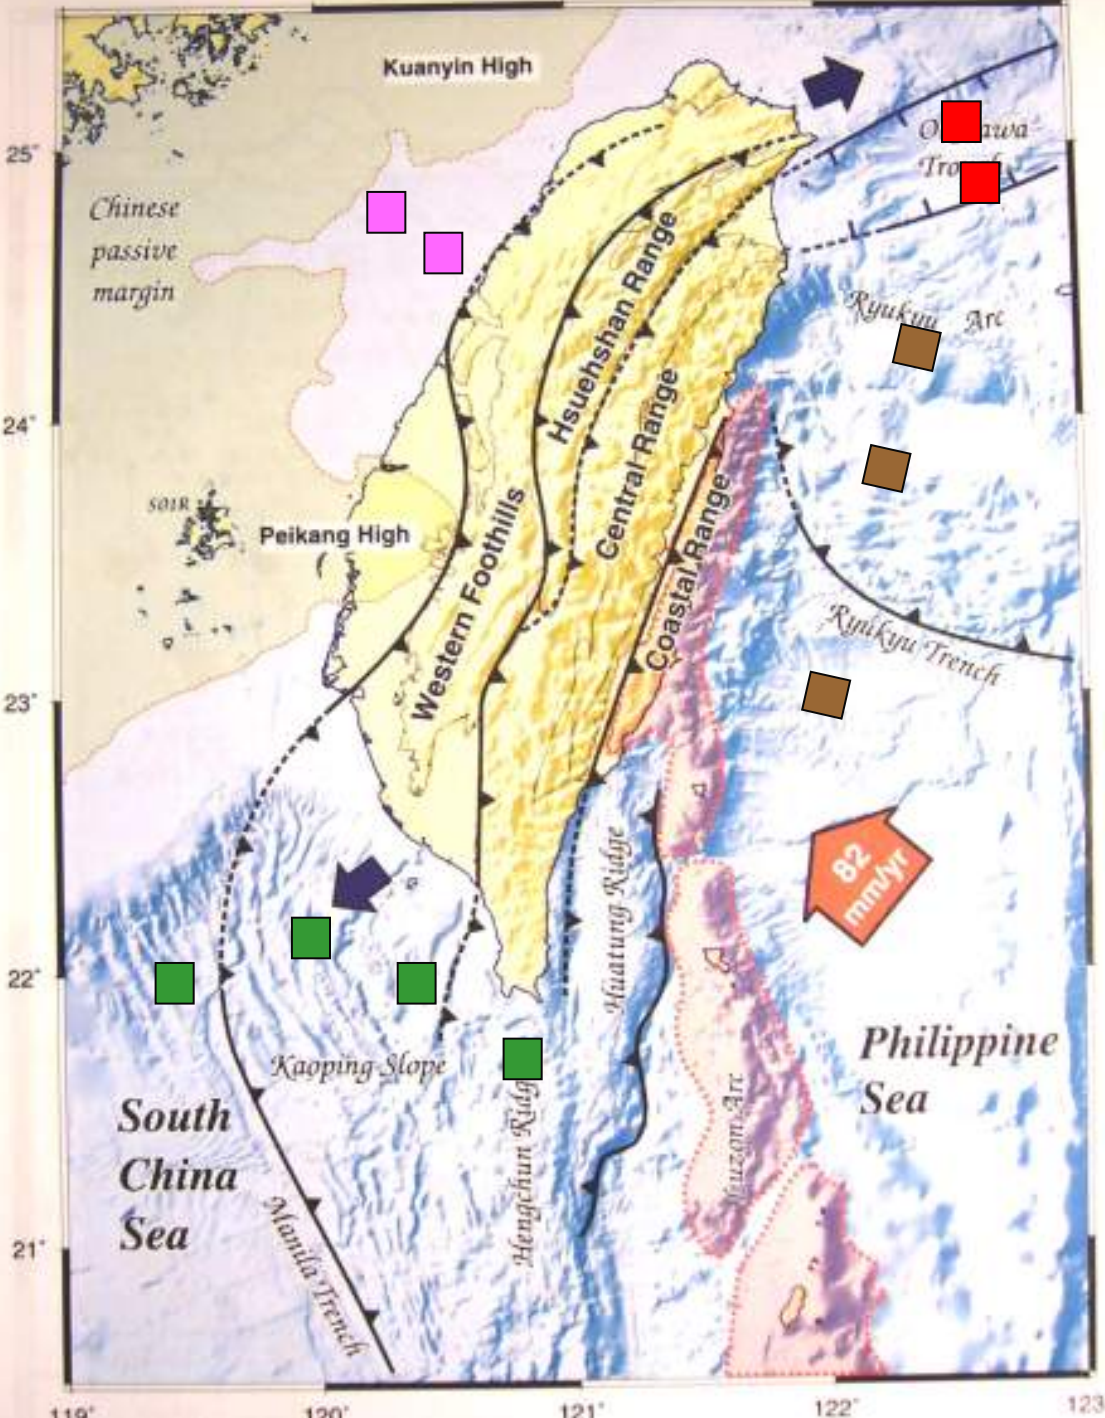 Kuanyin High
25°
Chinese
passive
margin
Ryukyu Arc
Hsuehshan Range
24°
Central Range
Peikang High
Western Foothills
Coastal Range
Ryukyu Trench
23°
82
mm/yr
Huatung Ridge
22°
Kaoping Slope
Philippine
Sea
South
China
Sea
Luzon Arc
Hengchun Ridg
Manila Trench
21°
119°
120°
121°
122°
123